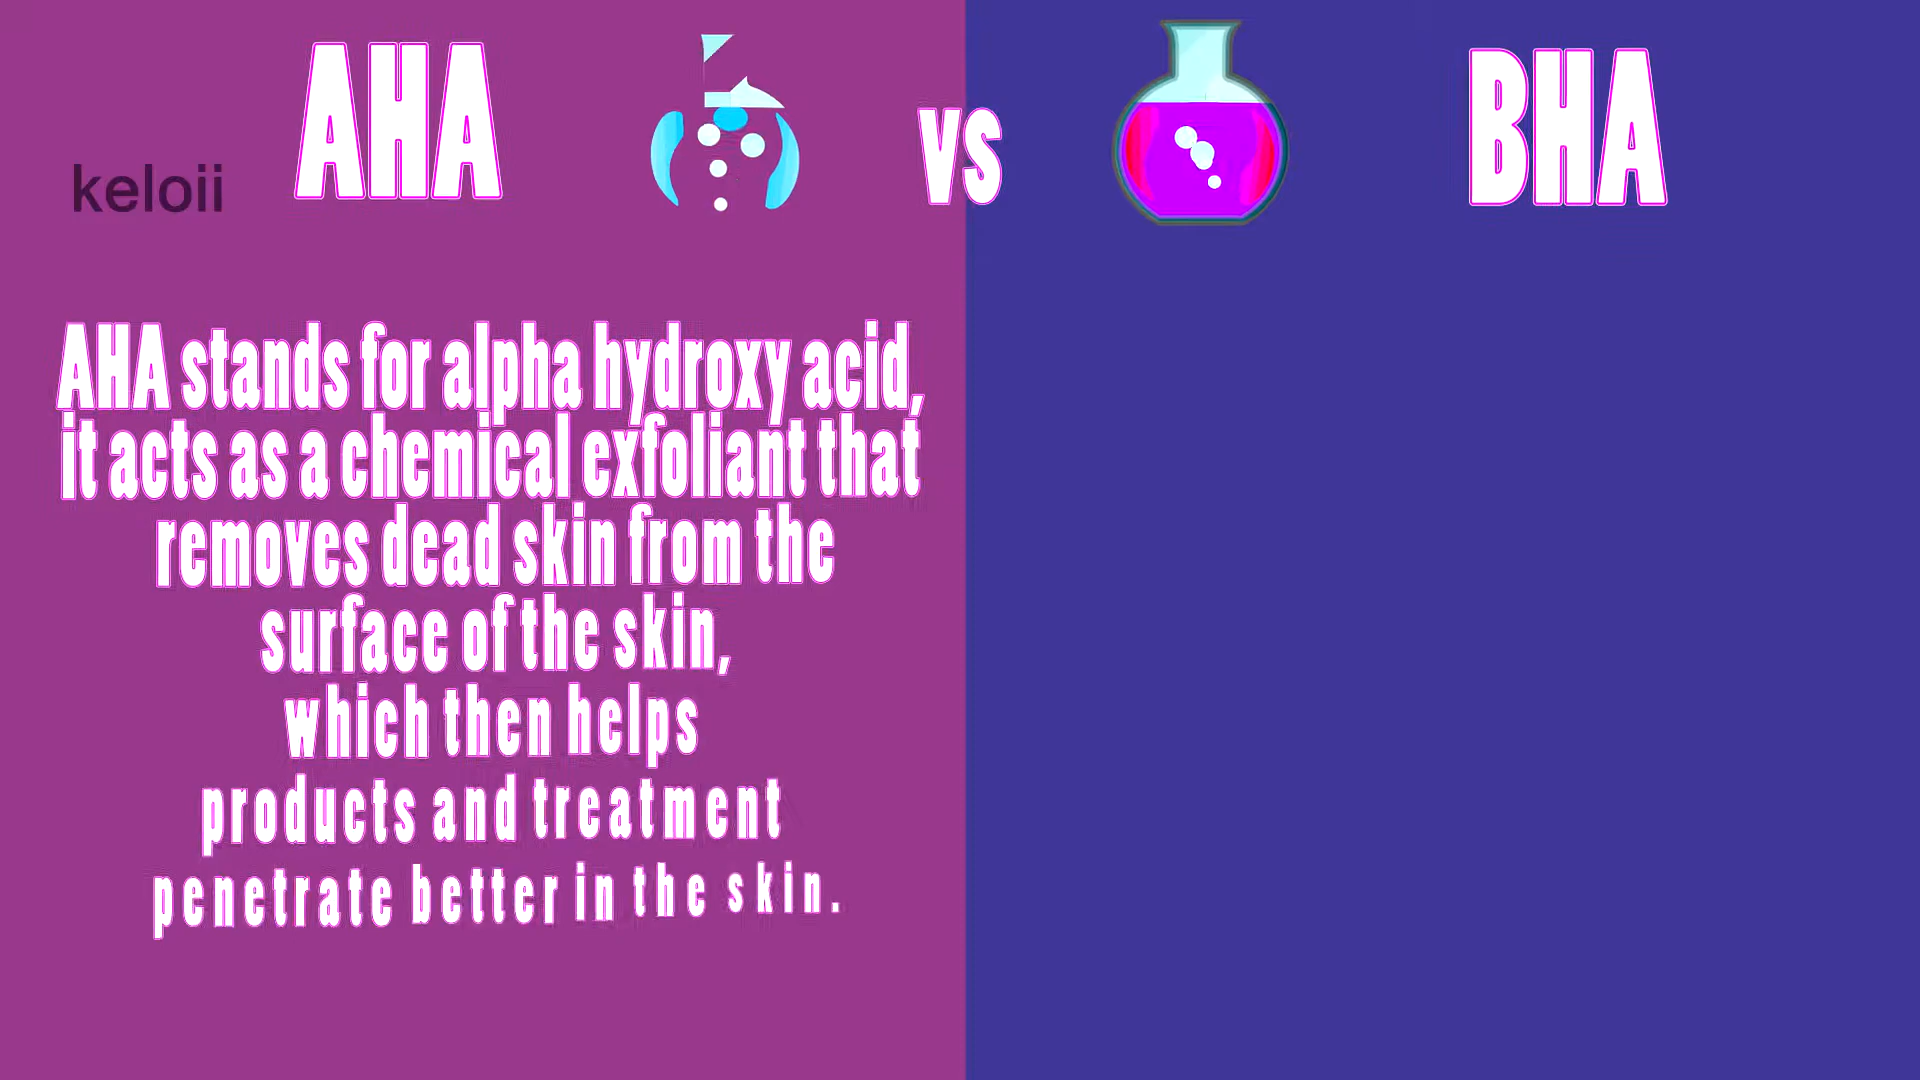 AHA vs BHA
keloii
AHA stands for alpha hydroxy acid,
it acts as a chemical exfoliant that
removes dead skin from the
surface of the skin,
which then helps
products and treatment
penetrate better in the skin.